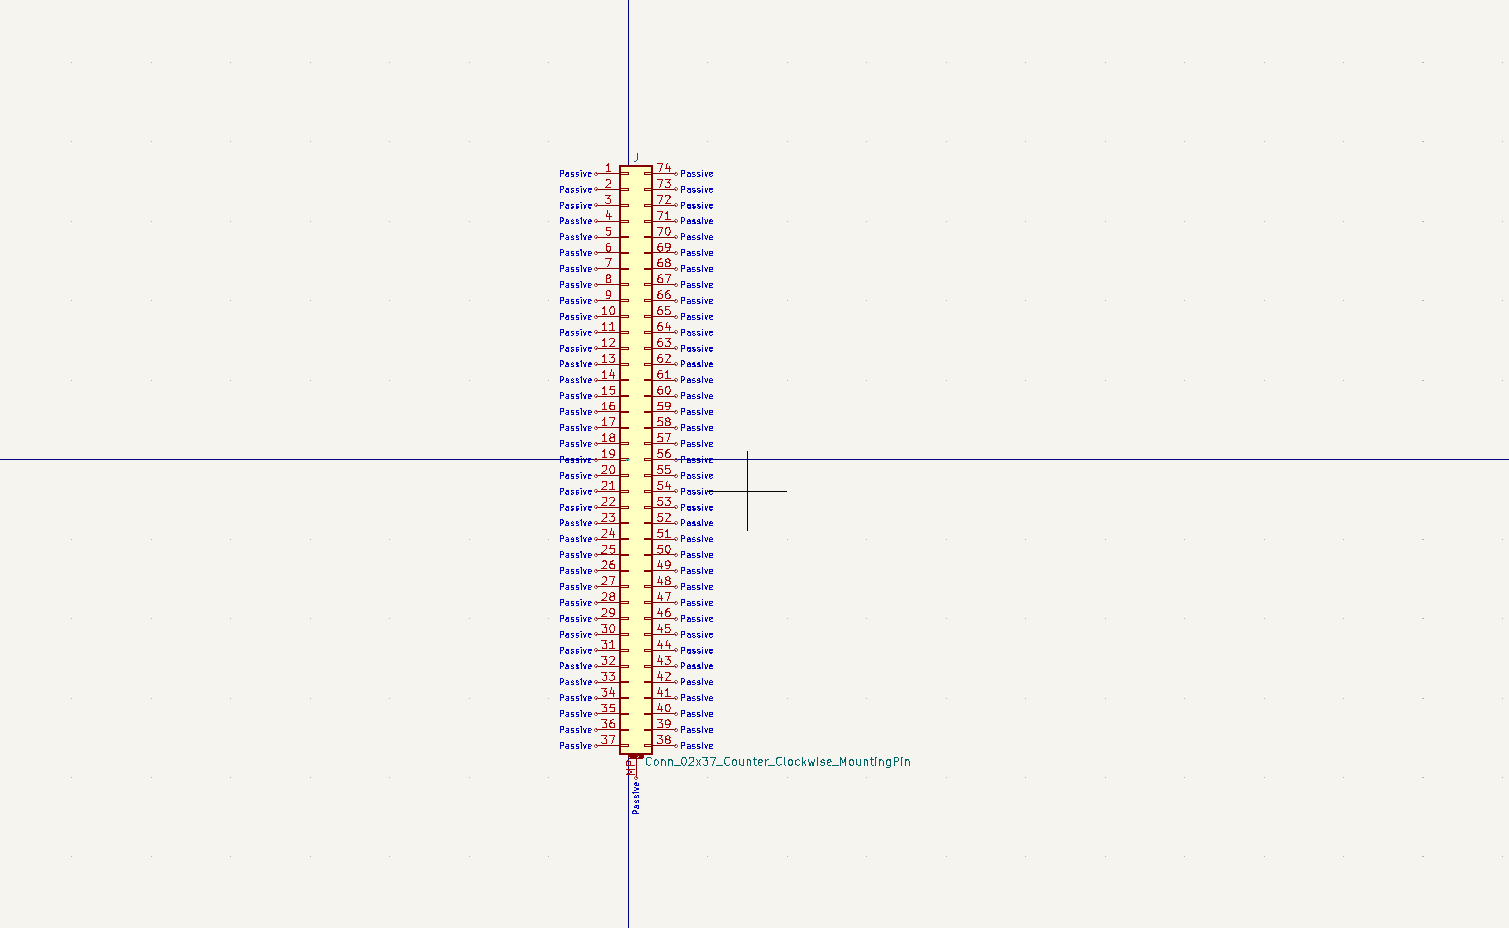 J
Passive 1 74 Passive
Passive 2 73 Passive
Passive 3 72 Passive
Passive 4 71 Passive
Passive 5 70 Passive
Passive 6 69 Passive
Passive 7 68 Passive
Passive 8 67 Passive
Passive 9 66 Passive
Passive 10 65 Passive
Passive 11 64 Passive
Passive 12 63 Passive
Passive 13 62 Passive
Passive 14 61 Passive
Passive 15 60 Passive
Passive 16 59 Passive
Passive 17 58 Passive
Passive 18 57 Passive
Passive 19 56 Passive
Passive 20 55 Passive
Passive 21 54 Passive
Passive 22 53 Passive
Passive 23 52 Passive
Passive 24 51 Passive
Passive 25 50 Passive
Passive 26 49 Passive
Passive 27 48 Passive
Passive 28 47 Passive
Passive 29 46 Passive
Passive 30 45 Passive
Passive 31 44 Passive
Passive 32 43 Passive
Passive 33 42 Passive
Passive 34 41 Passive
Passive 35 40 Passive
Passive 36 39 Passive
Passive 37 38 Passive
MP
Conn_02x37_Counter_Clockwise_MountingPin
Passive